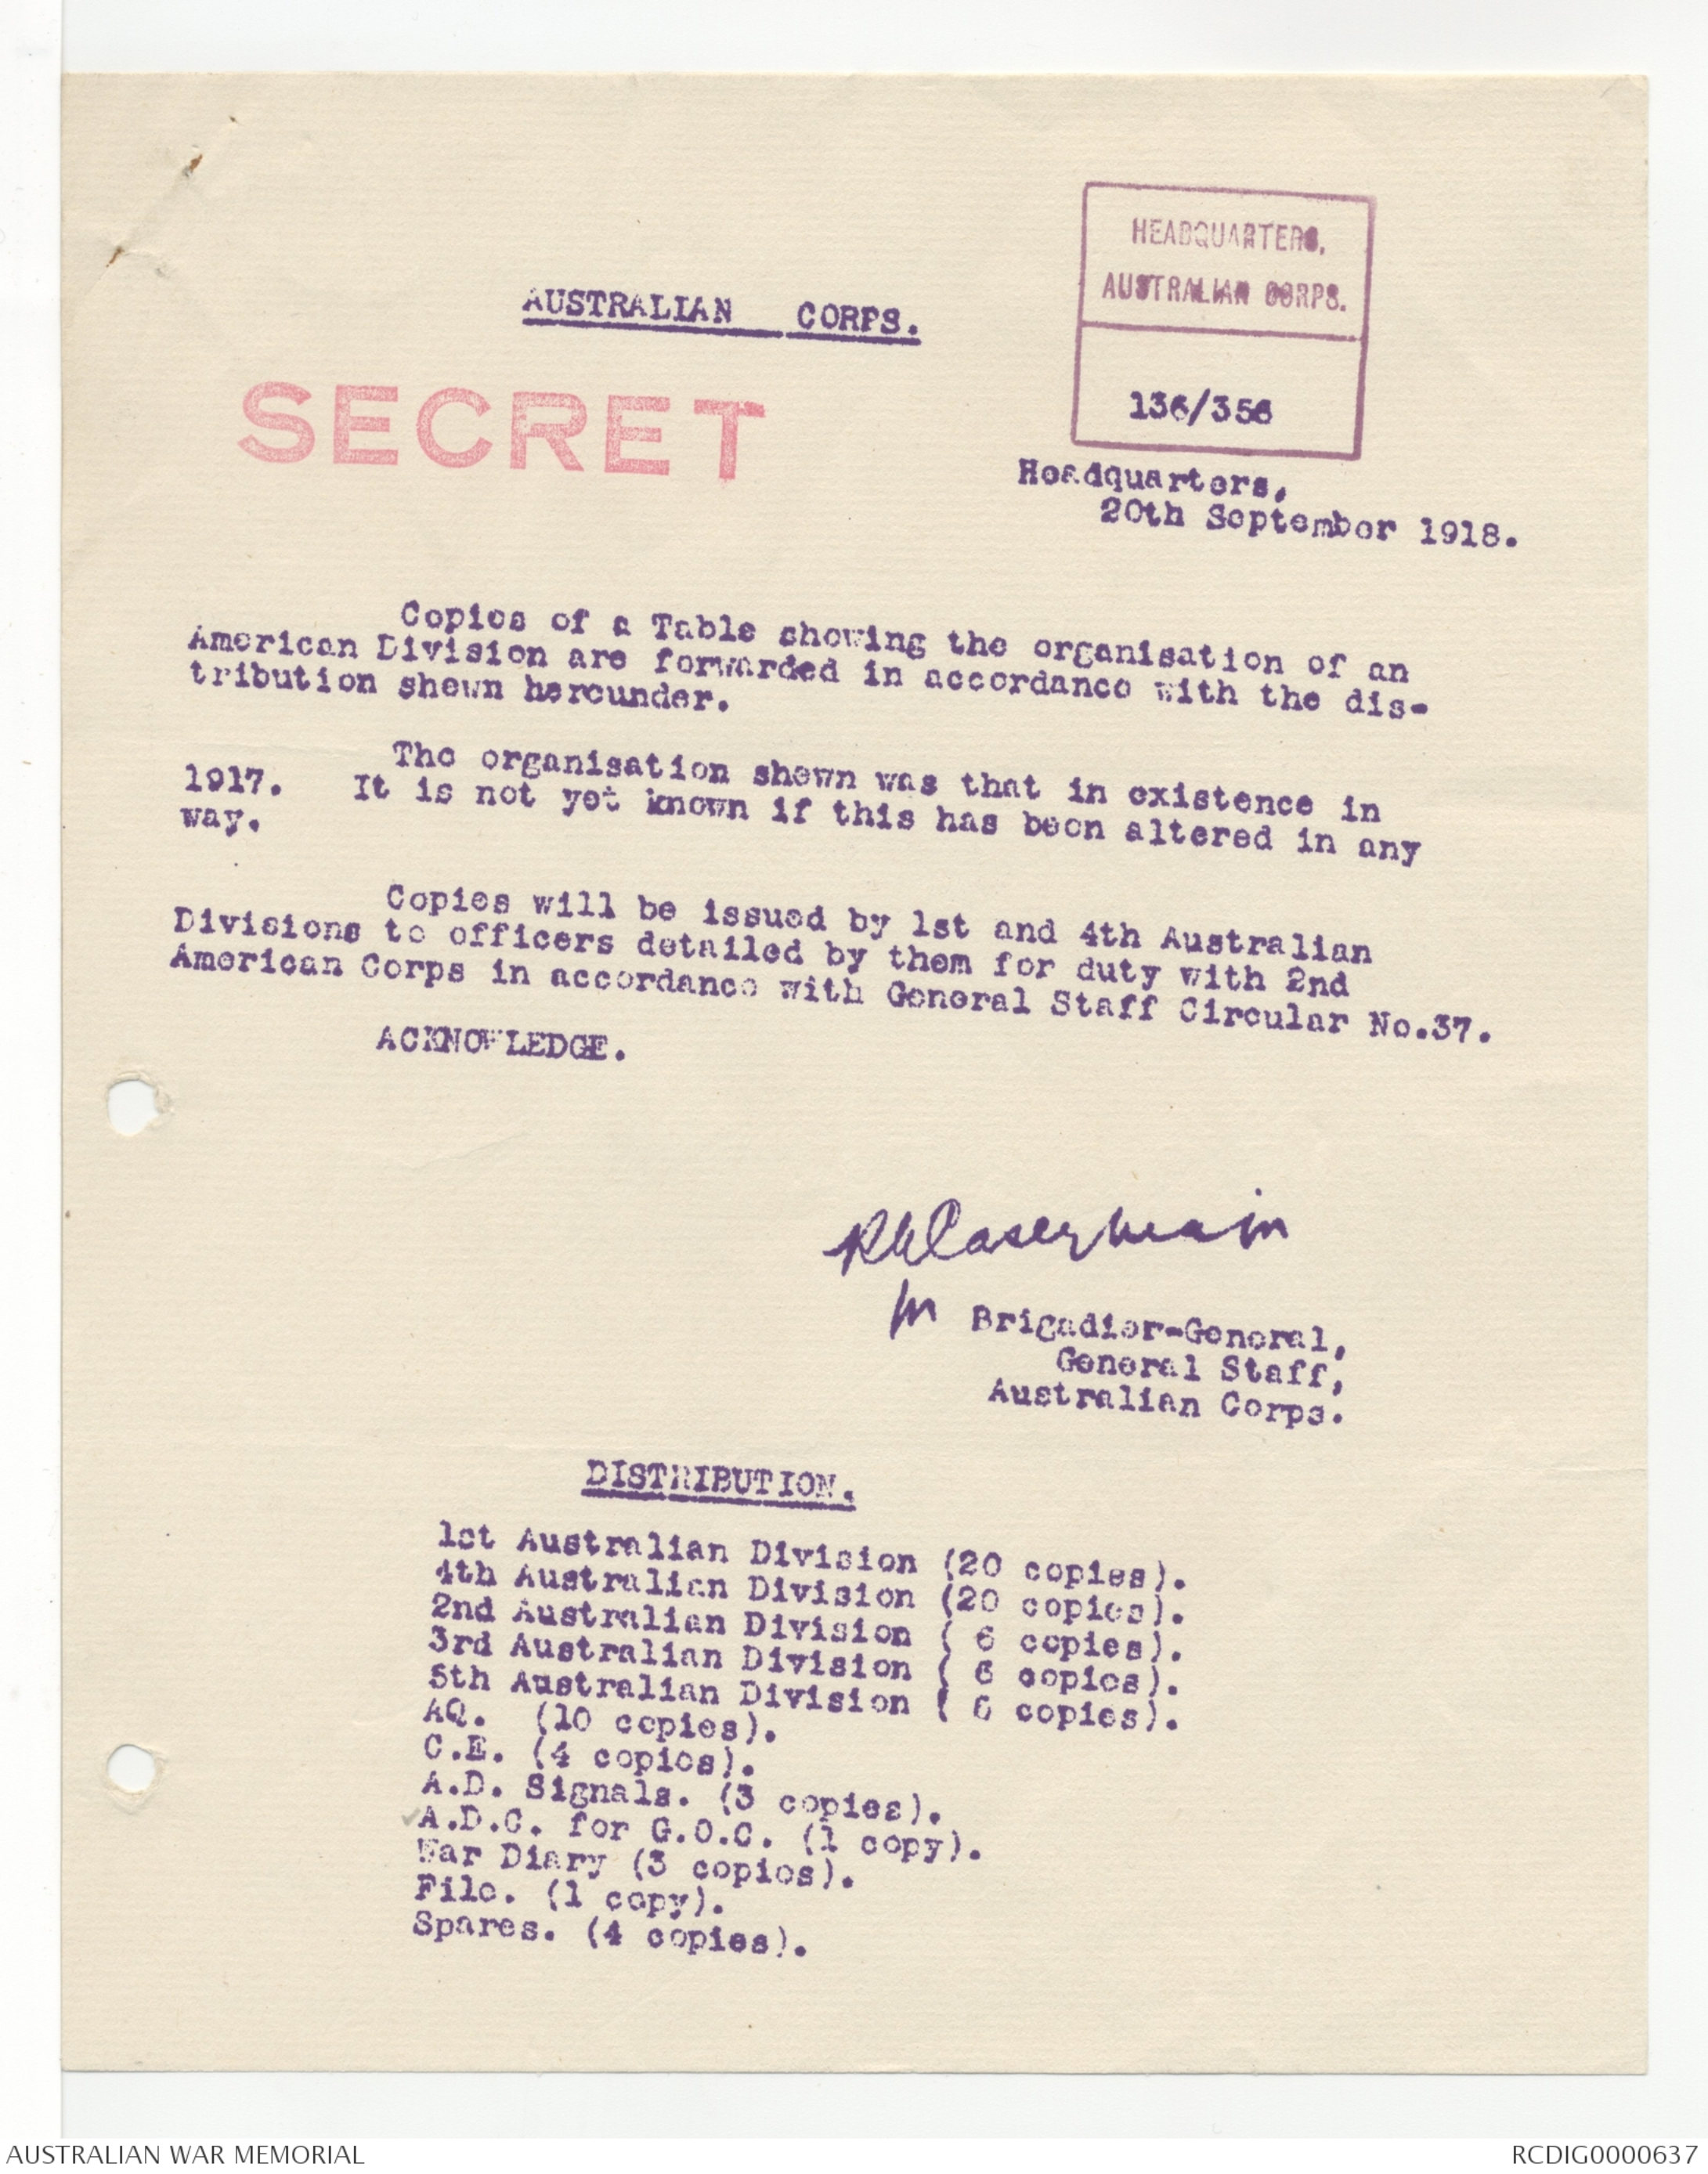 HEADQUARTERS,
AUSTRALIAN CORPS.
136/356
AUSTRALIAN CORPS.
SECRET
Headquarters,
20th September 1918.
Copies of a Table showing the organisation of an
American Division are forwarded in accordance with the dis-
tribution shewn hereunder.
The organisation shewn was that in existence in
1917. It is not yet known if this has been altered in any
way.
Copies will be issued by 1st and 4th Australian
Divisions to officers detailed by them for duty with 2nd
American Corps in accordance with General Staff Circular No.37.
ACKNOWLEDGE.
Casey
Brigadier-General,
General Staff,
Australian Corps.
DISTRIBUTION.
1st Australian Division (20 copies).
4th Australian Division (20 copies).
2nd Australian Division ( 6 copies).
3rd Australian Division ( 6 copies).
5th Australian Division ( 6 copies).
AQ. (10 copies).
C.E. (4 copies).
A.D. Signals. (3 copies).
A.D.C. for G.O.C. (1 copy).
War Diary (3 copies).
File. (1 copy).
Spares. (4 copies).
AUSTRALIAN WAR MEMORIAL
RCDIG0000637